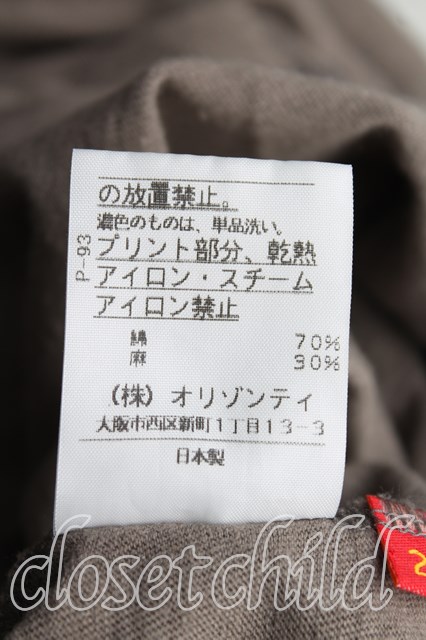 の放置禁止。
濃色のものは、単品洗い。
プリント部分、乾熱
アイロン・スチーム
アイロン禁止
綿 70%
麻 30%
(株)オリゾンティ
大阪市西区新町1丁目13-3
日本製
P-93
closetchild